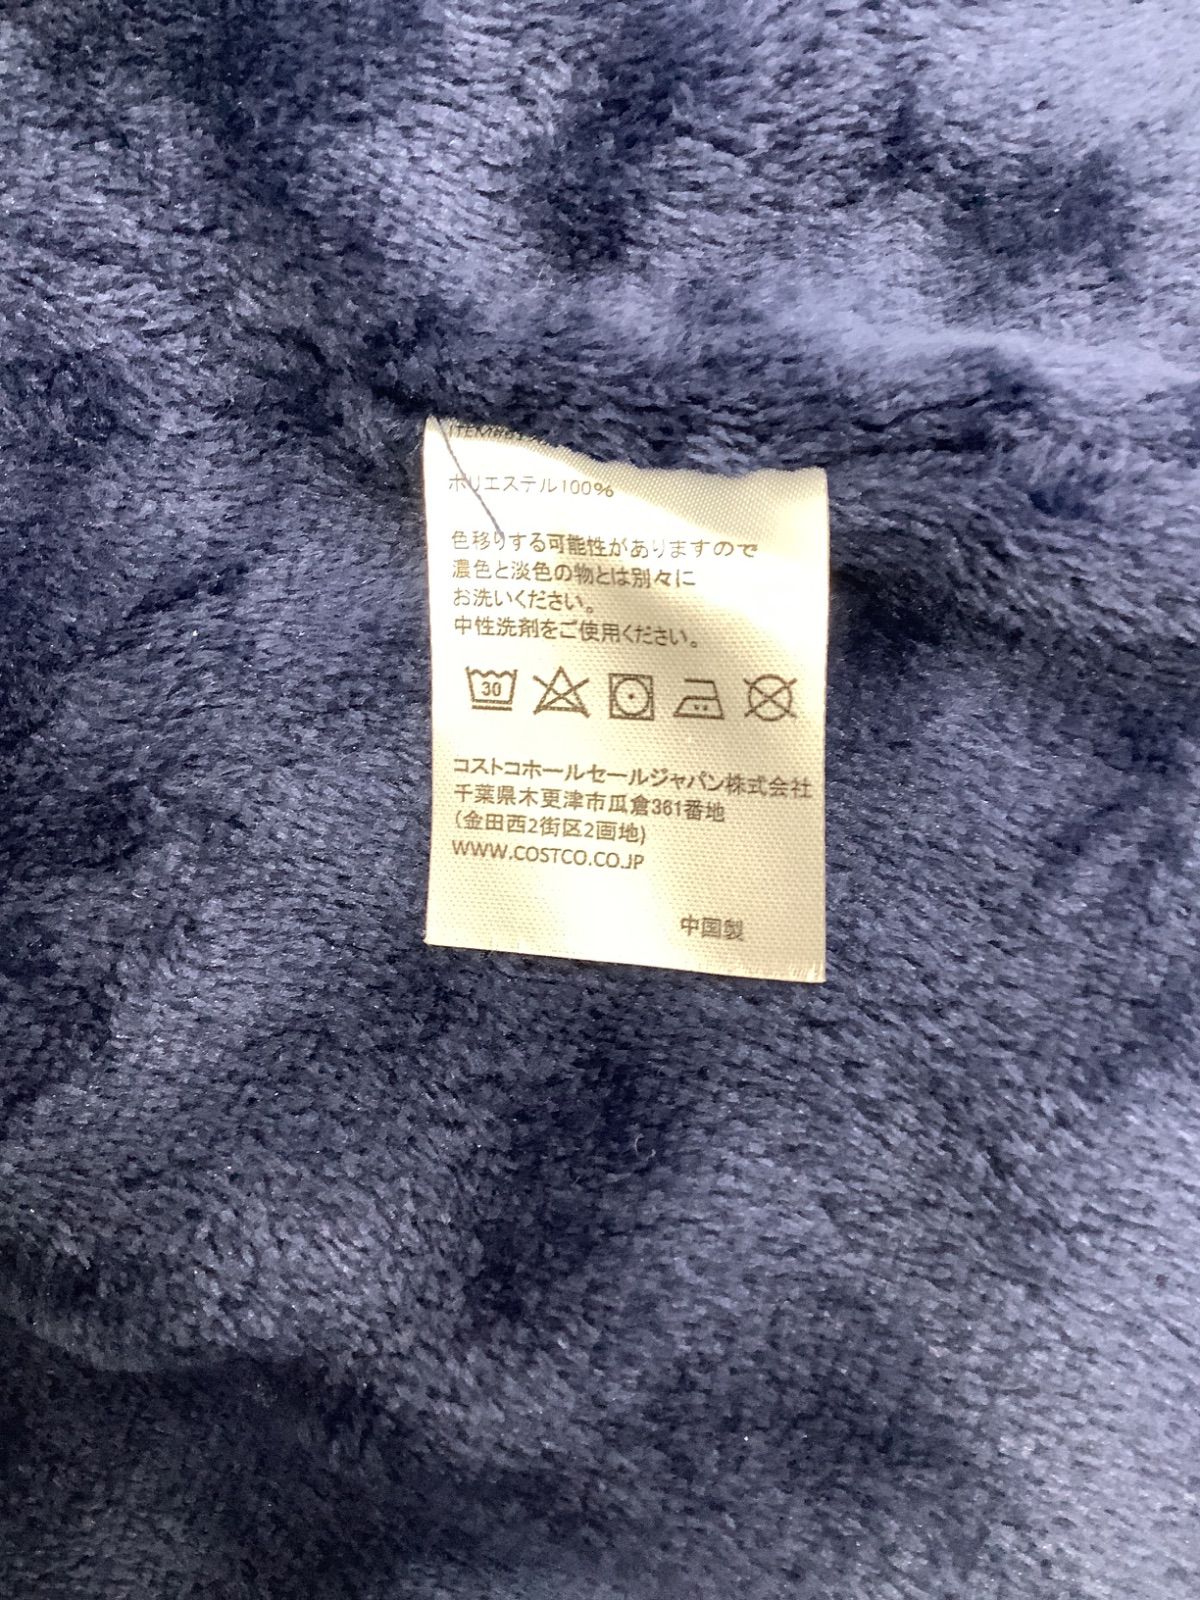 ポリエステル100%
色移りする可能性がありますので
濃色と淡色の物とは別々に
お洗いください。
中性洗剤をご使用ください。
30
コストコホールセールジャパン株式会社
千葉県木更津市瓜倉361番地
(金田西2街区2画地)
WWW.COSTCO.CO.JP
中国製